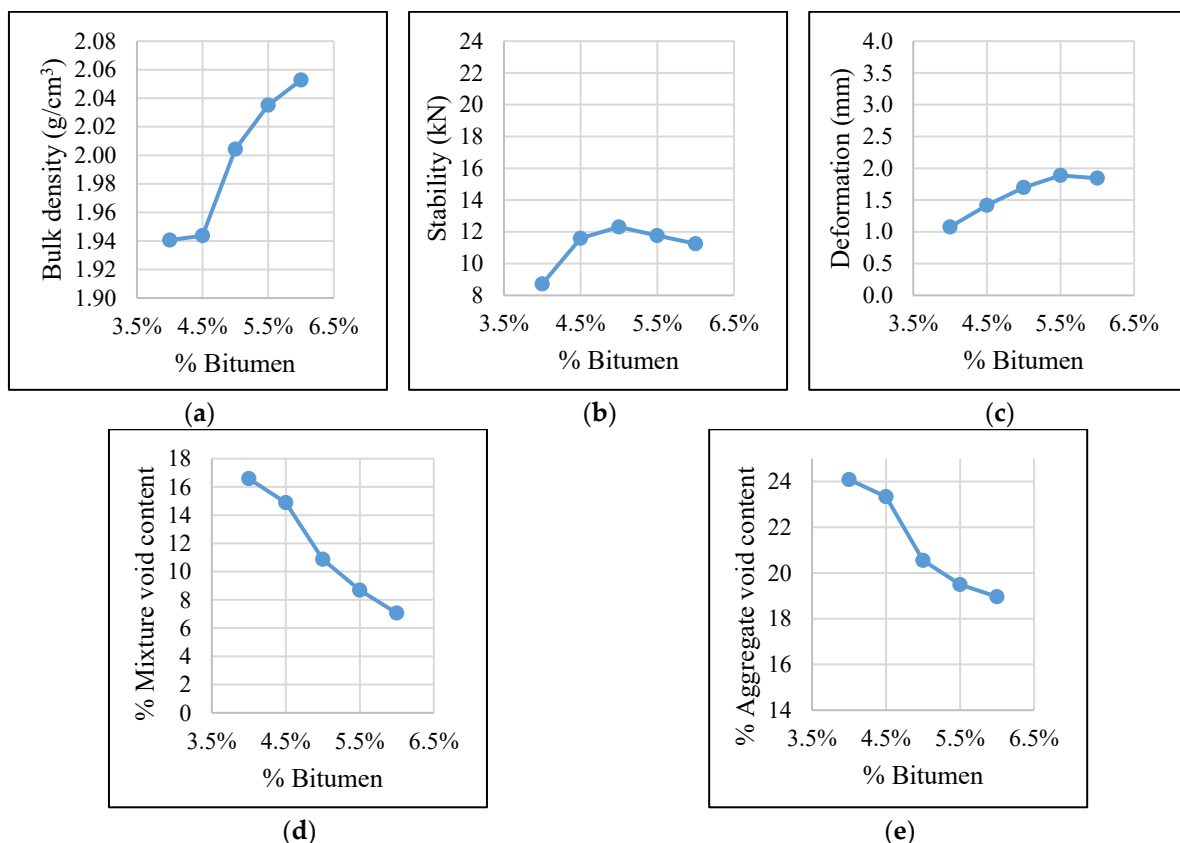 Bulk density (g/cm³)
2.08
2.06
2.04
2.02
2.00
1.98
1.96
1.94
1.92
1.90
3.5% 4.5% 5.5% 6.5%
% Bitumen
(a)
Stability (kN)
24
22
20
18
16
14
12
10
8
3.5% 4.5% 5.5% 6.5%
% Bitumen
(b)
Deformation (mm)
4.0
3.5
3.0
2.5
2.0
1.5
1.0
0.5
0.0
3.5% 4.5% 5.5% 6.5%
% Bitumen
(c)
% Mixture void content
18
16
14
12
10
8
6
4
2
0
3.5% 4.5% 5.5% 6.5%
% Bitumen
(d)
% Aggregate void content
24
22
20
18
16
14
3.5% 4.5% 5.5% 6.5%
% Bitumen
(e)